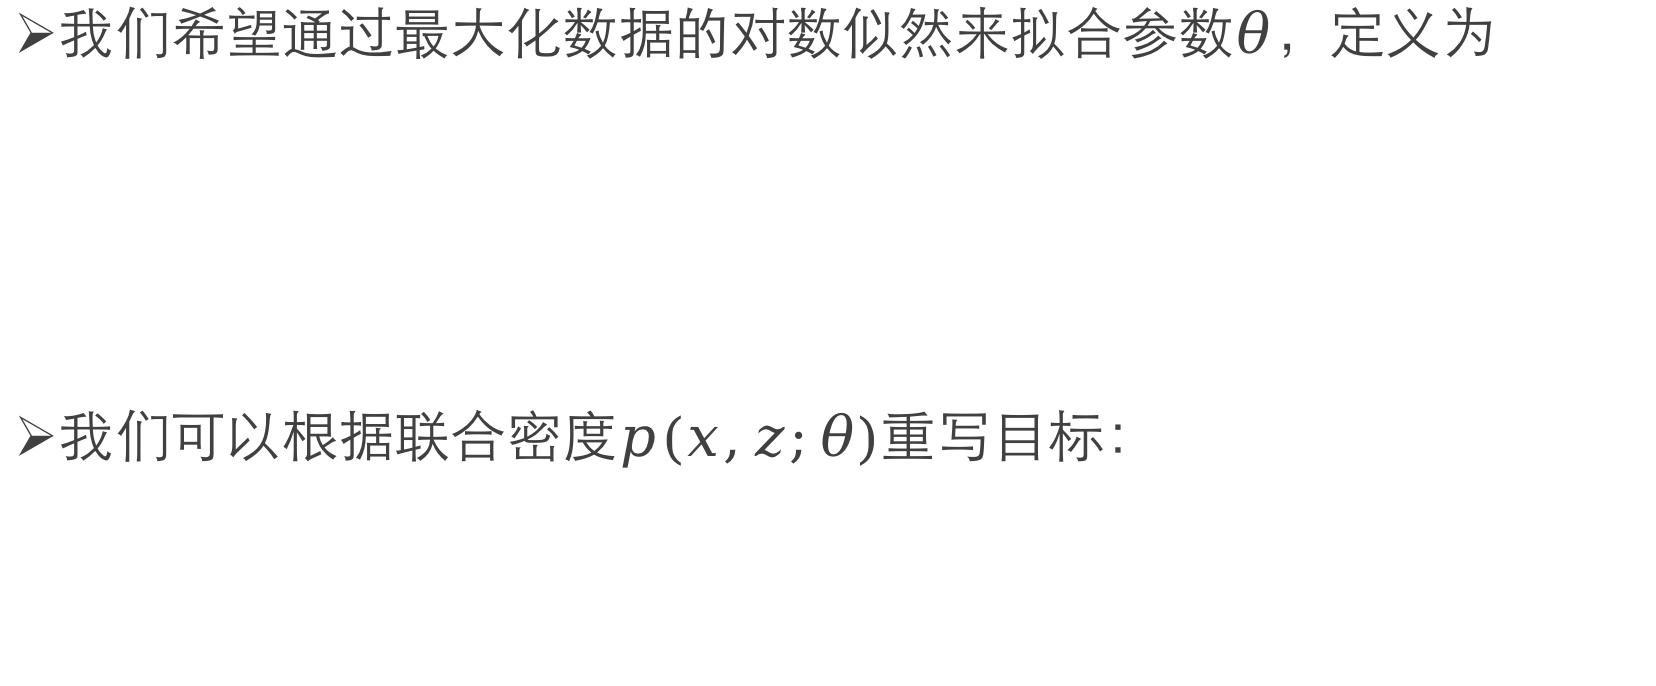 ➢我们希望通过最大化数据的对数似然来拟合参数θ，定义为
➢我们可以根据联合密度p(x, z; θ)重写目标：